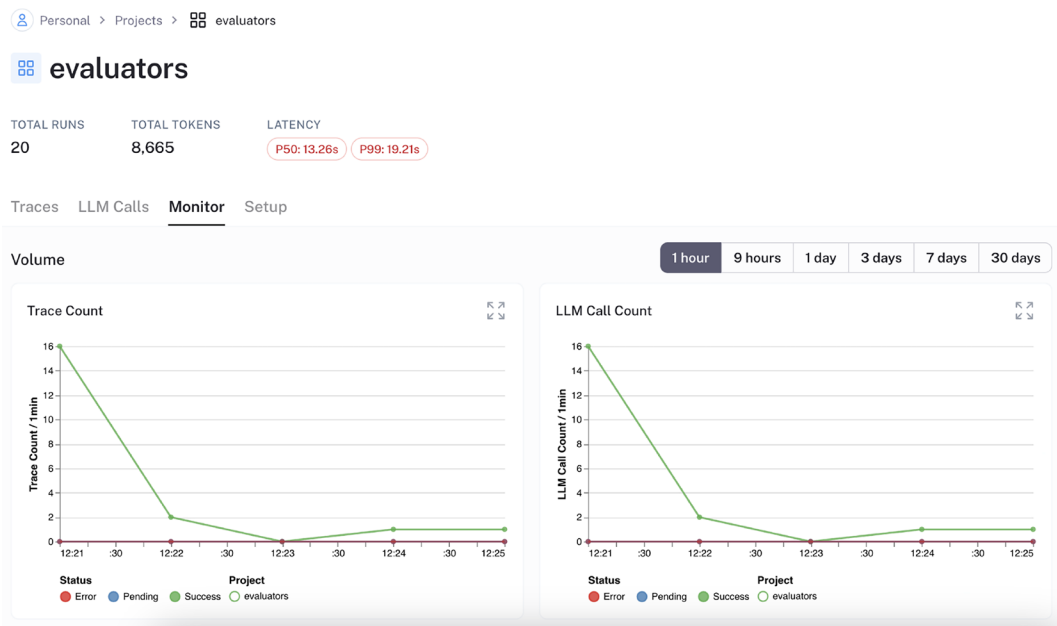 Personal > Projects > evaluators
evaluators
TOTAL RUNS TOTAL TOKENS LATENCY
20 8,665 P50: 13.26s P99: 19.21s
Traces LLM Calls Monitor Setup
Volume 1 hour 9 hours 1 day 3 days 7 days 30 days
Trace Count
Trace Count / 1min
16
14
12
10
8
6
4
2
0
12:21 :30 12:22 :30 12:23 :30 12:24 :30 12:25
Status Project
Error Pending Success evaluators
LLM Call Count
LLM Call Count / 1min
16
14
12
10
8
6
4
2
0
12:21 :30 12:22 :30 12:23 :30 12:24 :30 12:25
Status Project
Error Pending Success evaluators